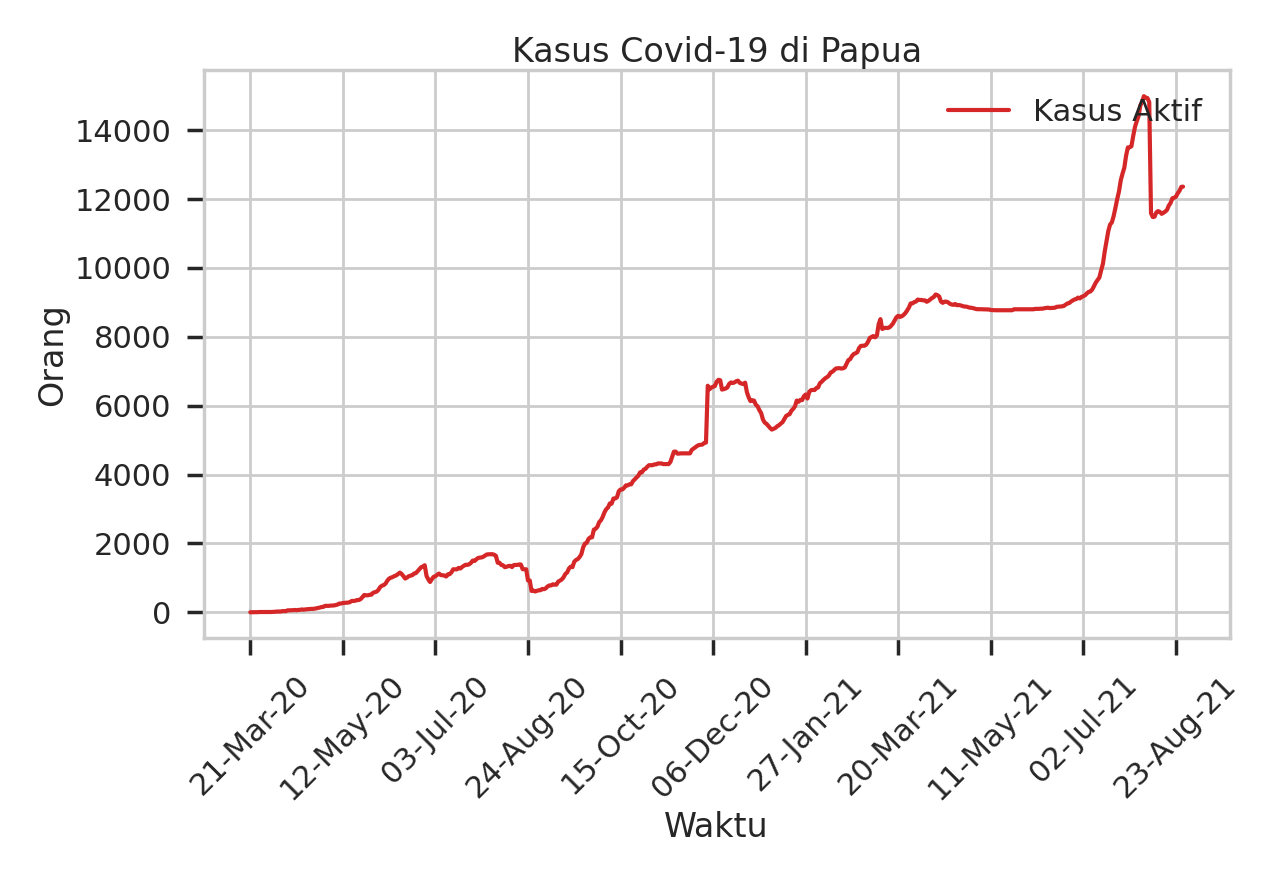 Kasus Covid-19 di Papua
Kasus Aktif
Orang
14000
12000
10000
8000
6000
4000
2000
0
21-Mar-20
12-May-20
03-Jul-20
24-Aug-20
15-Oct-20
06-Dec-20
27-Jan-21
20-Mar-21
11-May-21
02-Jul-21
23-Aug-21
Waktu